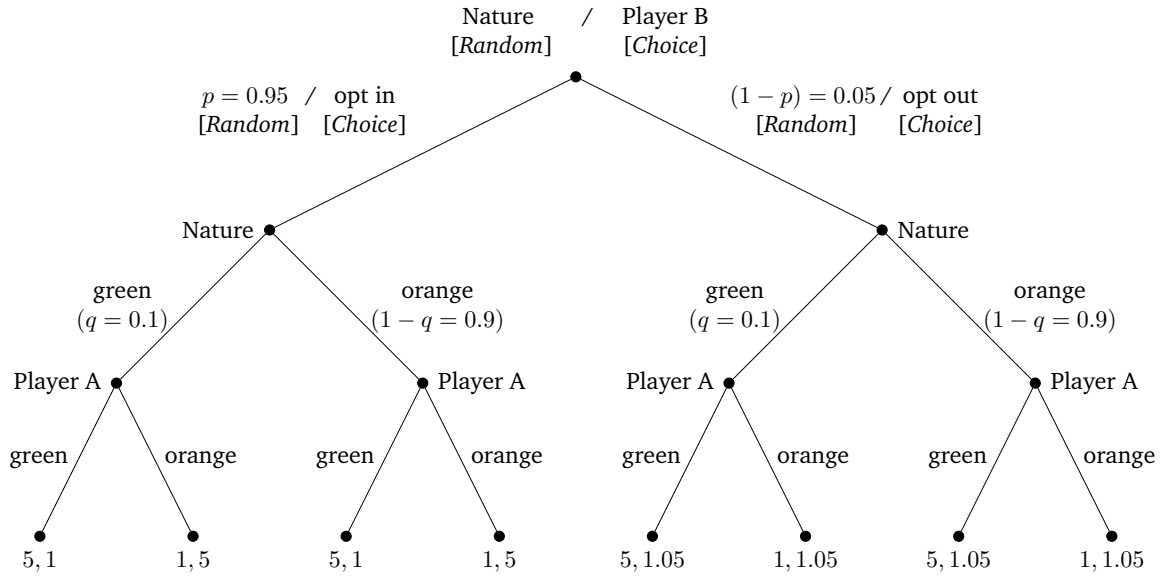 Nature / Player B
[Random] [Choice]
p = 0.95 / opt in
[Random] [Choice]
(1 − p) = 0.05 / opt out
[Random] [Choice]
Nature
Nature
green
(q = 0.1)
orange
(1 − q = 0.9)
green
(q = 0.1)
orange
(1 − q = 0.9)
Player A
Player A
Player A
Player A
green
orange
green
orange
green
orange
green
orange
5, 1
1, 5
5, 1
1, 5
5, 1.05
1, 1.05
5, 1.05
1, 1.05